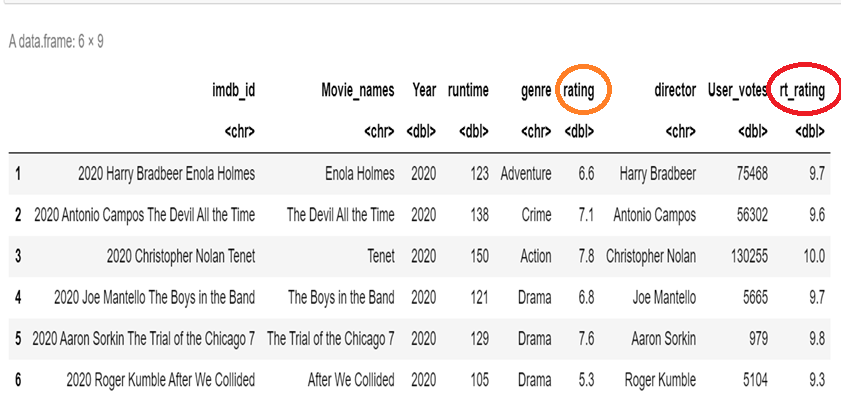 A data.frame: 6 × 9
imdb_id Movie_names Year runtime genre rating director User_votes rt_rating
<chr> <chr> <dbl> <dbl> <chr> <dbl> <chr> <dbl> <dbl>
1 2020 Harry Bradbeer Enola Holmes Enola Holmes 2020 123 Adventure 6.6 Harry Bradbeer 75468 9.7
2 2020 Antonio Campos The Devil All the Time The Devil All the Time 2020 138 Crime 7.1 Antonio Campos 56302 9.6
3 2020 Christopher Nolan Tenet Tenet 2020 150 Action 7.8 Christopher Nolan 130255 10.0
4 2020 Joe Mantello The Boys in the Band The Boys in the Band 2020 121 Drama 6.8 Joe Mantello 5665 9.7
5 2020 Aaron Sorkin The Trial of the Chicago 7 The Trial of the Chicago 7 2020 129 Drama 7.6 Aaron Sorkin 979 9.8
6 2020 Roger Kumble After We Collided After We Collided 2020 105 Drama 5.3 Roger Kumble 5104 9.3